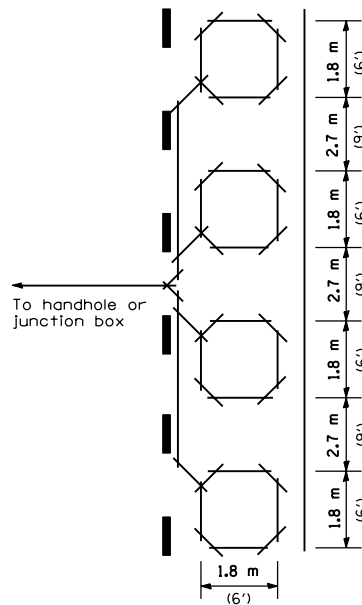 1.8 m
(6')
2.7 m
(9')
1.8 m
(6')
2.7 m
(9')
1.8 m
(6')
2.7 m
(9')
1.8 m
(6')
To handhole or
junction box
1.8 m
(6')